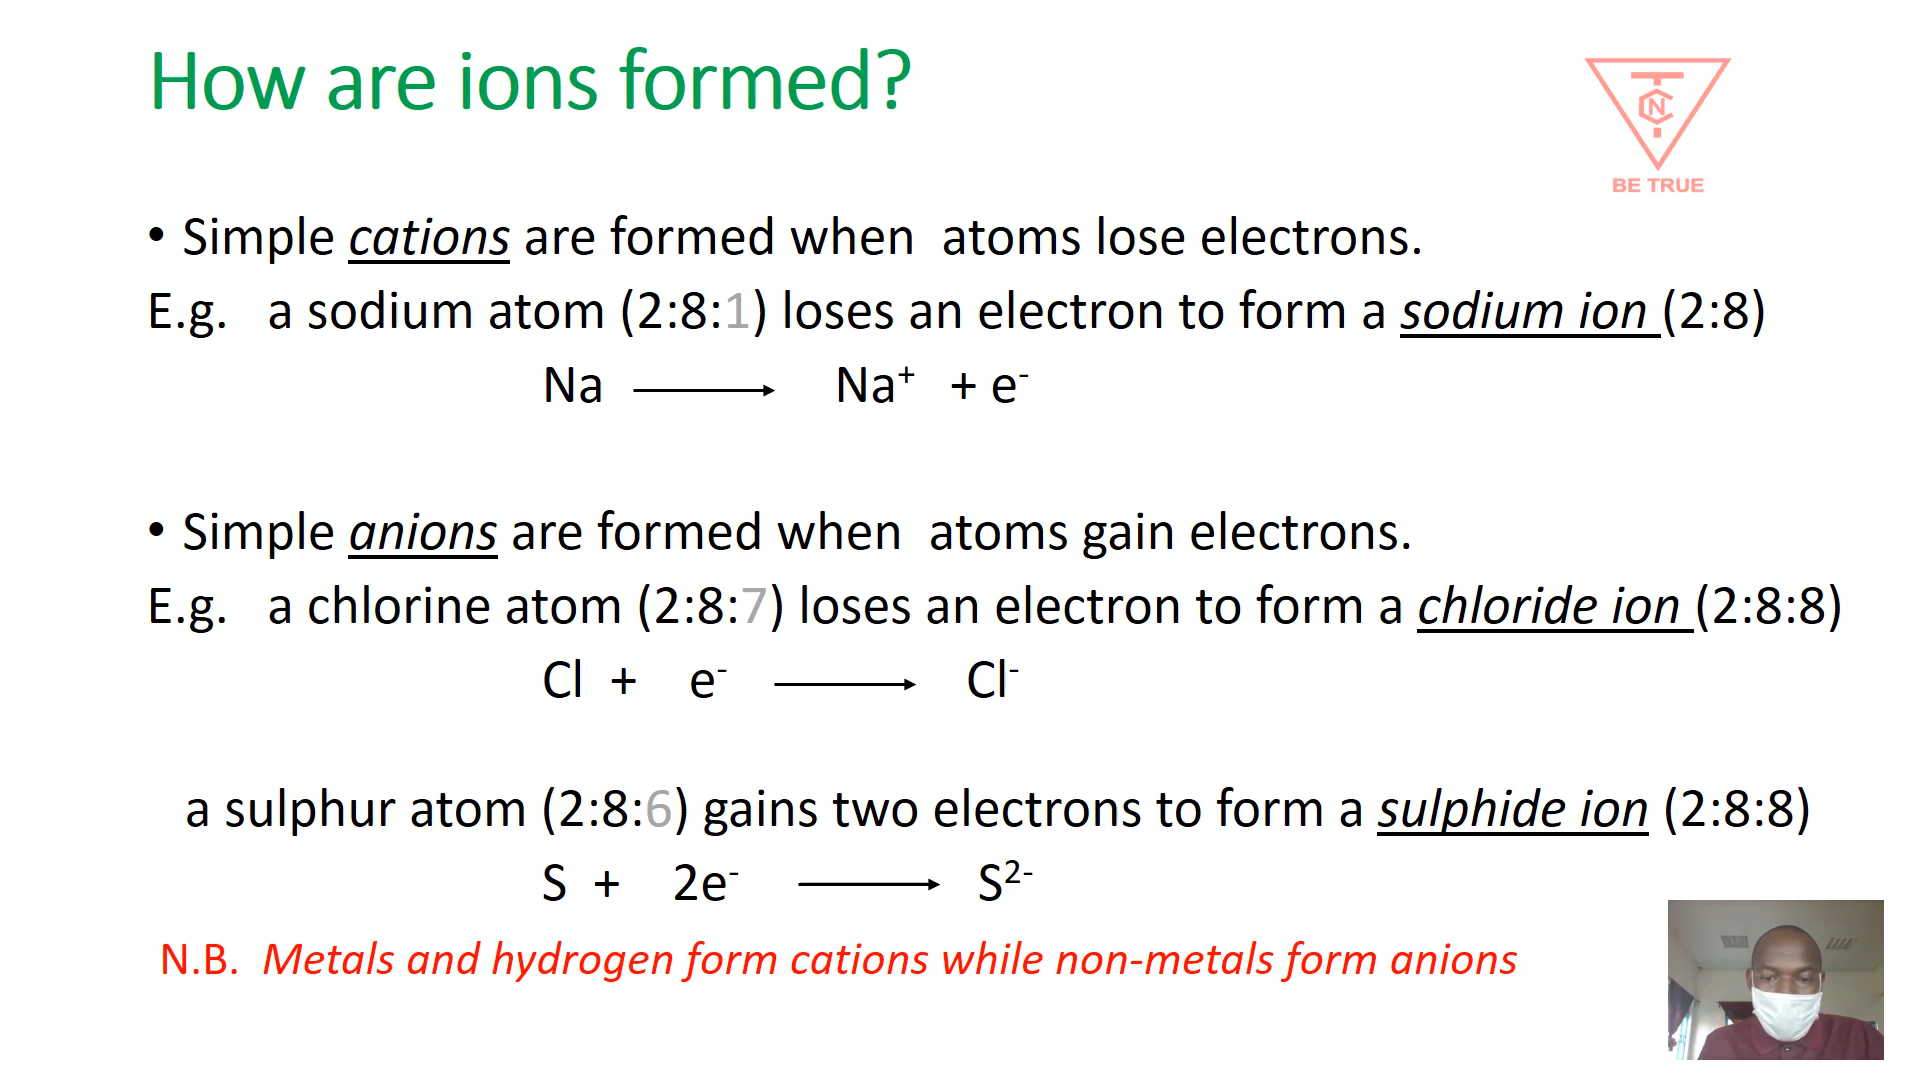 How are ions formed?
T
C
N
BE TRUE
• Simple cations are formed when atoms lose electrons.
E.g. a sodium atom (2:8:1) loses an electron to form a sodium ion (2:8)
Na ⟶ Na⁺ + e⁻
• Simple anions are formed when atoms gain electrons.
E.g. a chlorine atom (2:8:7) loses an electron to form a chloride ion (2:8:8)
Cl + e⁻ ⟶ Cl⁻
a sulphur atom (2:8:6) gains two electrons to form a sulphide ion (2:8:8)
S + 2e⁻ ⟶ S²⁻
N.B. Metals and hydrogen form cations while non-metals form anions